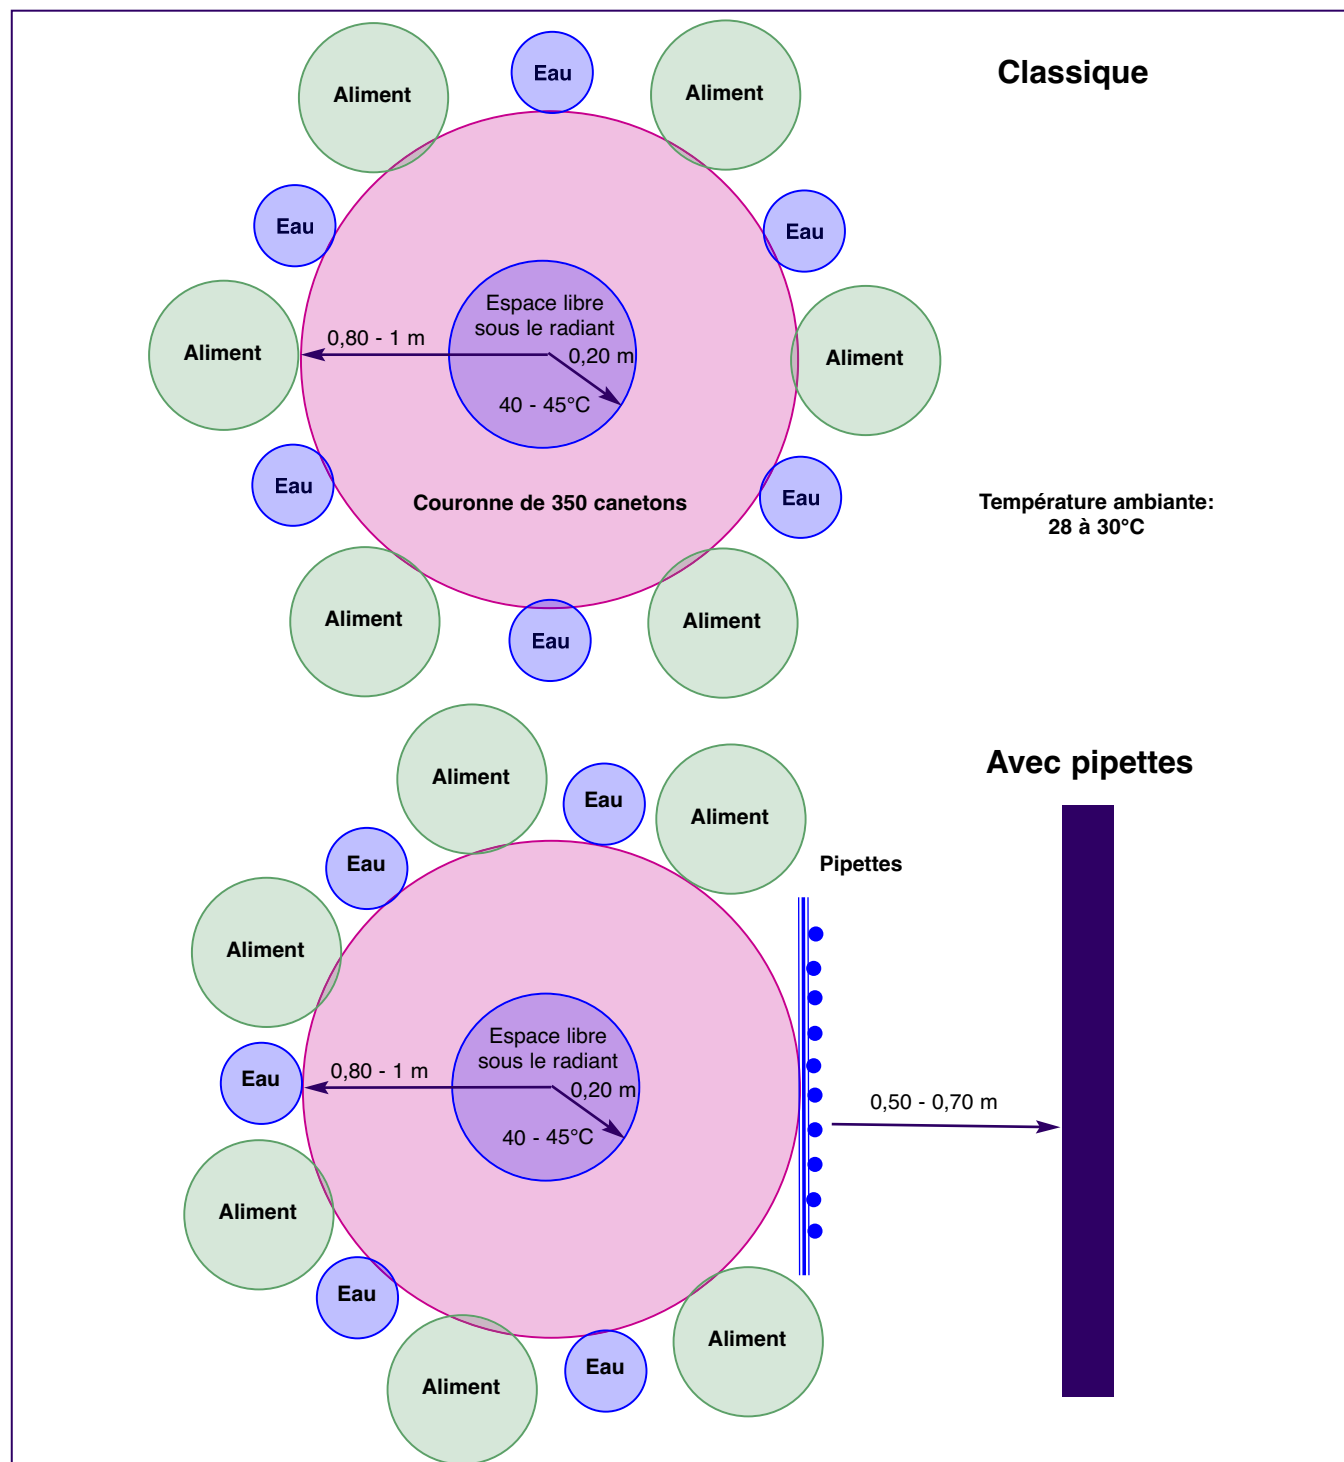 Classique
Eau
Aliment
Aliment
Eau
Eau
Espace libre
sous le radiant
0,80 - 1 m
0,20 m
Aliment
Aliment
40 - 45°C
Eau
Eau
Couronne de 350 canetons
Température ambiante:
28 à 30°C
Aliment
Aliment
Eau
Avec pipettes
Aliment
Eau
Aliment
Eau
Pipettes
Aliment
Espace libre
sous le radiant
Eau
0,80 - 1 m
0,20 m
0,50 - 0,70 m
40 - 45°C
Aliment
Eau
Aliment
Eau
Aliment